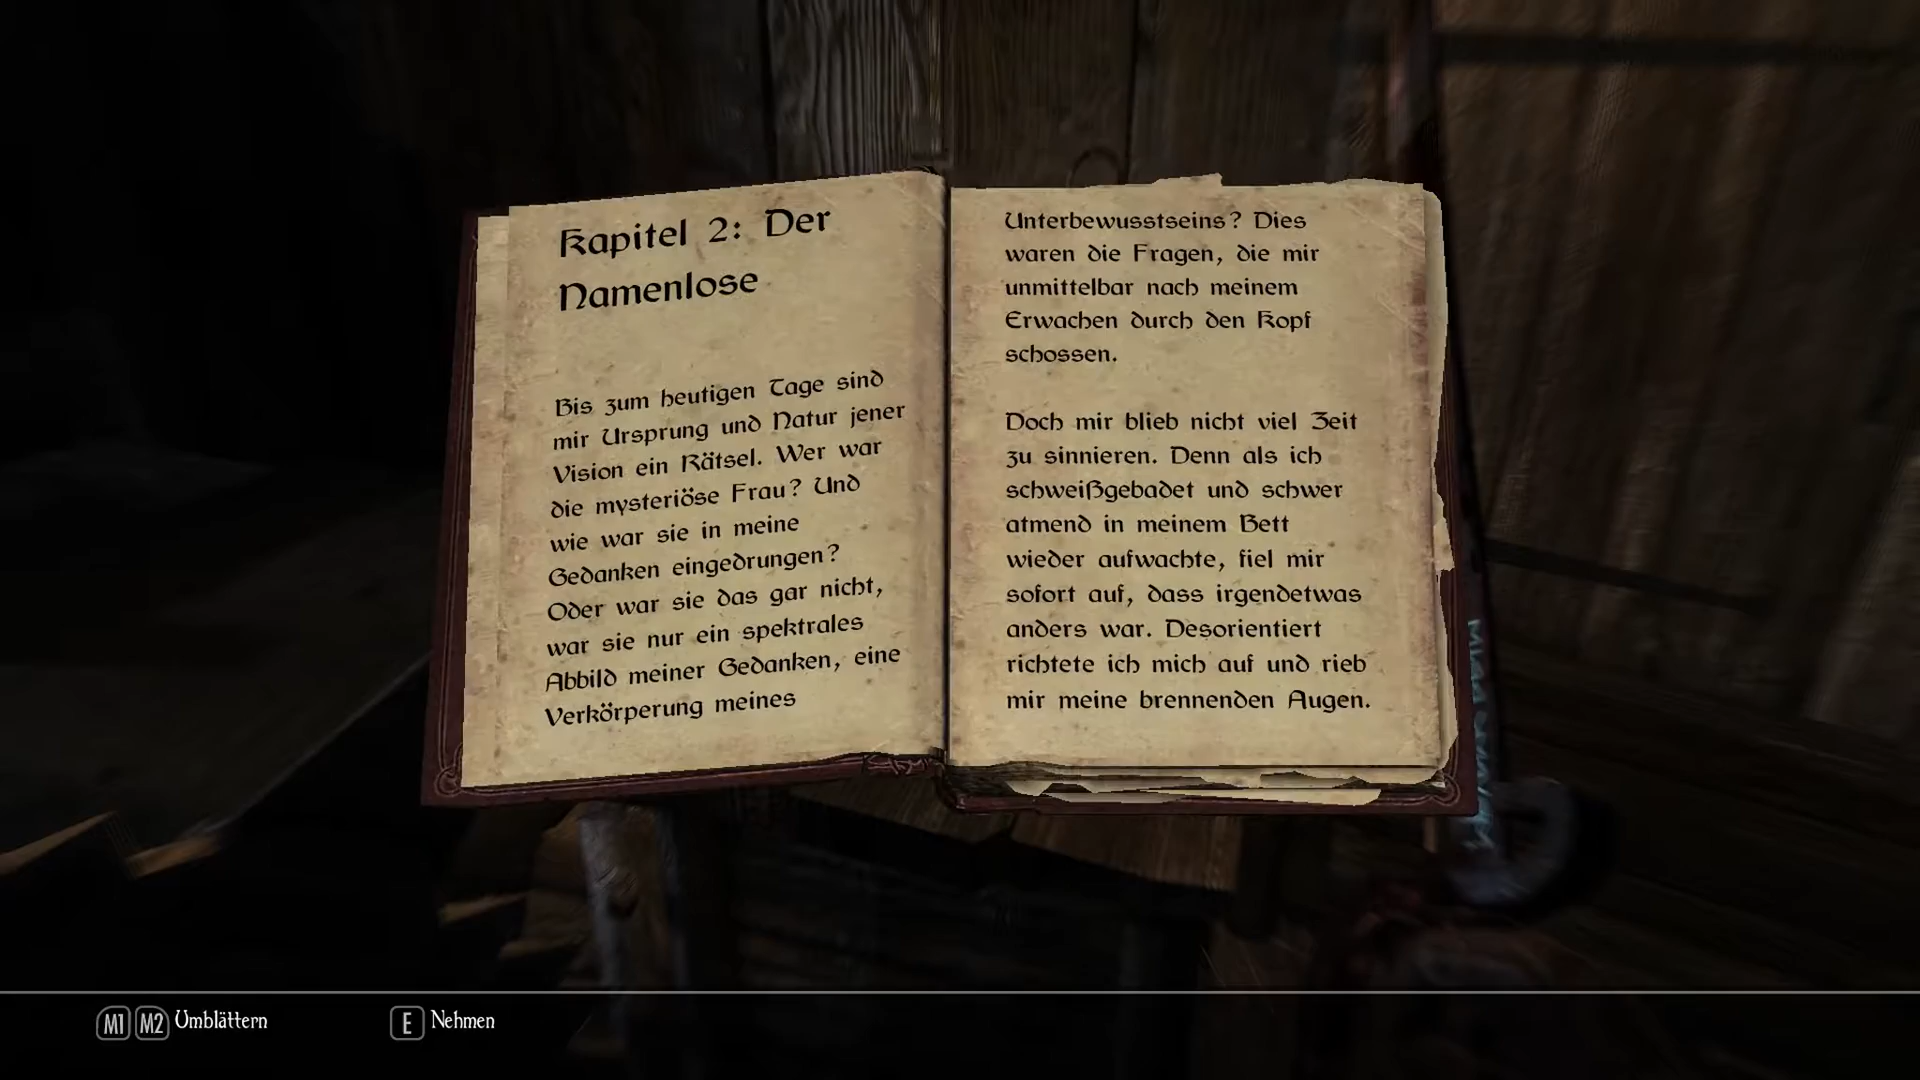 Kapitel 2: Der
Namenlose
Bis zum heutigen Tage sind
mir Ursprung und Natur jener
Vision ein Rätsel. Wer war
die mysteriöse Frau? Und
wie war sie in meine
Gedanken eingedrungen?
Oder war sie das gar nicht,
war sie nur ein spektrales
Abbild meiner Gedanken, eine
Verkörperung meines
Unterbewusstseins? Dies
waren die Fragen, die mir
unmittelbar nach meinem
Erwachen durch den Kopf
schossen.
Doch mir blieb nicht viel Zeit
zu sinnieren. Denn als ich
schweißgebadet und schwer
atmend in meinem Bett
wieder aufwachte, fiel mir
sofort auf, dass irgendetwas
anders war. Desorientiert
richtete ich mich auf und rieb
mir meine brennenden Augen.
M1 M2 Umblättern
E Nehmen